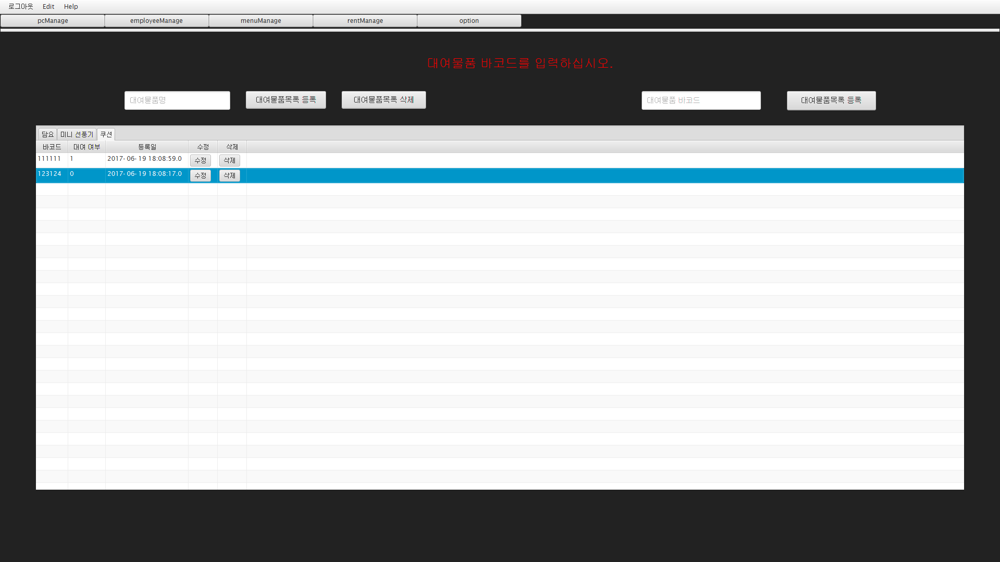 로그아웃 Edit Help
pcManage employeeManage menuManage rentManage option
대여물품 바코드를 입력하십시오.
대여물품명 대여물품목록 등록 대여물품목록 삭제 대여물품 바코드 대여물품목록 등록
담요 미니 선풍기 쿠션
바코드 대여 여부 등록일 수정 삭제
111111 1 2017-06-19 18:08:59.0 수정 삭제
123124 0 2017-06-19 18:08:17.0 수정 삭제